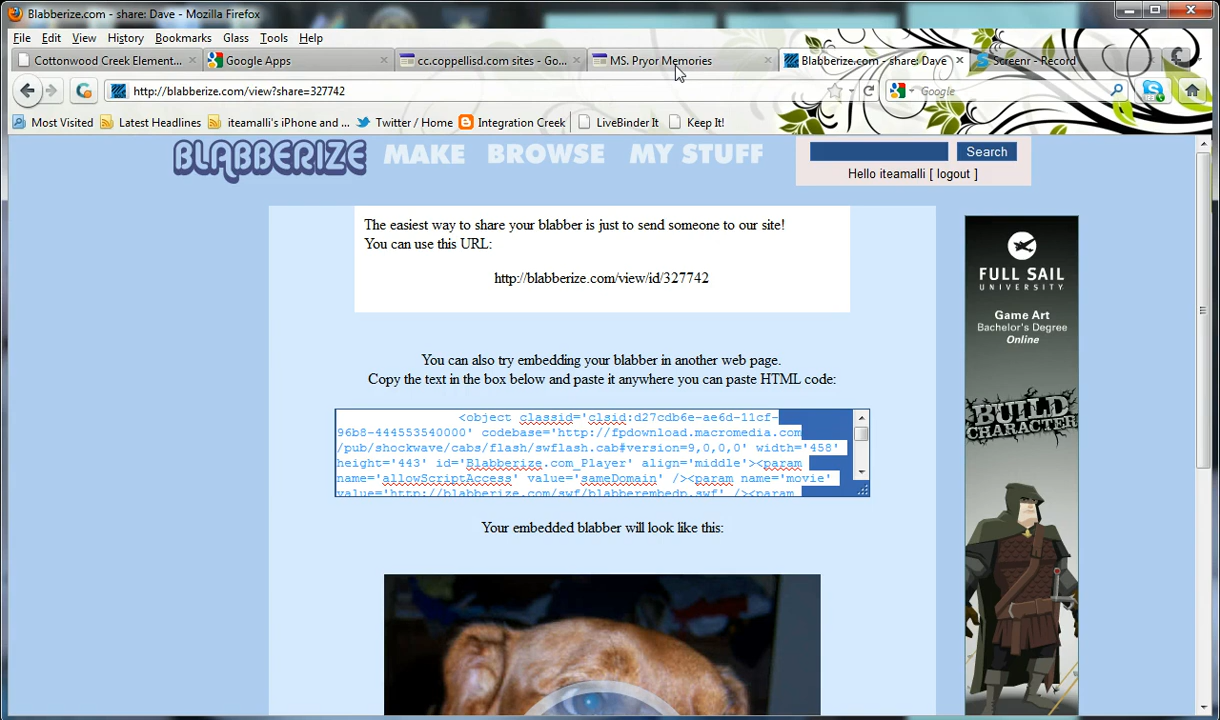 Blabberize.com - share: Dave - Mozilla Firefox
File Edit View History Bookmarks Glass Tools Help
Cottonwood Creek Element... Google Apps cc.coppellisd.com sites - Go... MS. Pryor Memories Blabberize.com - share: Dave Screenr - Record
http://blabberize.com/view?share=327742 Google
Most Visited Latest Headlines iteamalli's iPhone and ... Twitter / Home Integration Creek LiveBinder It Keep It!
BLABBERIZE MAKE BROWSE MY STUFF Search
Hello iteamalli [ logout ]
The easiest way to share your blabber is just to send someone to our site!
You can use this URL:
http://blabberize.com/view/id/327742
You can also try embedding your blabber in another web page.
Copy the text in the box below and paste it anywhere you can paste HTML code:
<object classid='clsid:d27cdb6e-ae6d-11cf-
96b8-444553540000' codebase='http://fpdownload.macromedia.com
/pub/shockwave/cabs/flash/swflash.cab#version=9,0,0,0' width='458'
height='443' id='Blabberize.com_Player' align='middle'><param
name='allowScriptAccess' value='sameDomain' /><param name='movie'
value='http://blabberize.com/swf/blabberembedp.swf' /><param
Your embedded blabber will look like this:
FULL SAIL
UNIVERSITY
Game Art
Bachelor's Degree
Online
BUILD
CHARACTER